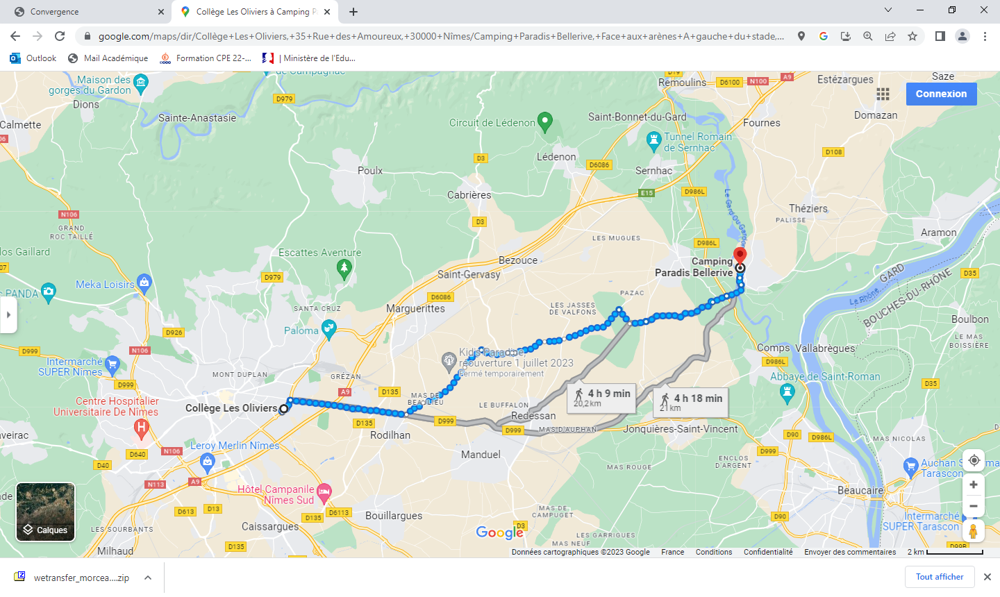 Convergence
Collège Les Oliviers à Camping P
google.com/maps/dir/Collège+Les+Oliviers,+35+Rue+des+Amoureux,+30000+Nîmes/Camping+Paradis+Bellerive,+Face+aux+arènes+A+gauche+du+stade,...
Outlook
Mail Académique
Formation CPE 22-...
| Ministère de l'Edu...
de Campagnac
D19
Remoulins
D6100
N100
A9
Estézargues
Saze
Maison des
gorges du Gardon
Dions
D979
Connexion
Sainte-Anastasie
Calmette
Circuit de Lédenon
Saint-Bonnet-du-Gard
Fournes
Domazan
Tunnel Romain
de Sernhac
D108
Lédenon
D3
D6086
Sernhac
Poulx
Cabrières
E15
D986L
Le Gard Ou Gardon
Théziers
PALISSE
N106
GRAND
ROC TAILLÉ
D3
Aramon
LES MUGUES
D986L
los Gaillard
Escattes Aventure
Bezouce
Camping
Paradis Bellerive
GARD
BOUCHES-DU-RHÔNE
Le Rhône
D35
Saint-Gervasy
D979
Meka Loisirs
PANDA
D6086
PAZAC
SANTA CRUZ
Marguerittes
LES JASSES
DE VALFONS
Boulbon
Paloma
D926
LE MAS
BOISSIÈRE
N106
D999
Comps
Vallabrègues
Kid's Paradise,
réouverture 1 juillet 2023
Fermé temporairement
Intermarché
SUPER Nîmes
D986L
MONT DUPLAN
GRÉZAN
Abbaye de Saint-Roman
D999
D35
A9
D135
MAS DE
BEAULIEU
4 h 9 min
20,2 km
4 h 18 min
21 km
Centre Hospitalier
Universitaire De Nîmes
LE BUFFALON
Collège Les Oliviers
Redessan
D999
D135
Rodilhan
D999
MAS D'AUPHAN
Jonquières-Saint-Vincent
D90
D986L
MAS NICOLAS
averac
Leroy Merlin Nîmes
N106
D640
Manduel
D999
ENCLOS
D'ARGENT
D40
MAS ROUGE
Auchan
Tarascon
N113
A9
Hôtel Campanile
Nîmes Sud
Beaucaire
D613
D13
D135
D6113
Bouillargues
MAS DE
CAMPUGET
D90
Intermarché
SUPER Tarascon
Calques
LES SOURBANTS
Caissargues
D3
Google
LES GARRIGUES
MAS NEUF
D135
Milhaud
D99B
Données cartographiques ©2023 Google
France
Conditions
Confidentialité
Envoyer des commentaires
2 km
wetransfer_morcea....zip
Tout afficher